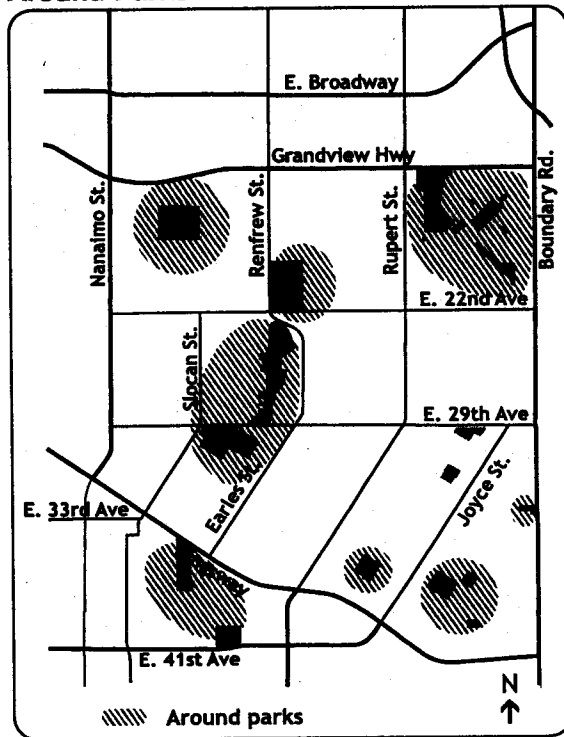 E. Broadway
Grandview Hwy
Nanaimo St.
Renfrew St.
Rupert St.
Boundary Rd.
E. 22nd Ave
Slocan St.
E. 29th Ave
Earles St.
Joyce St.
E. 33rd Ave
E. 41st Ave
N
Around parks